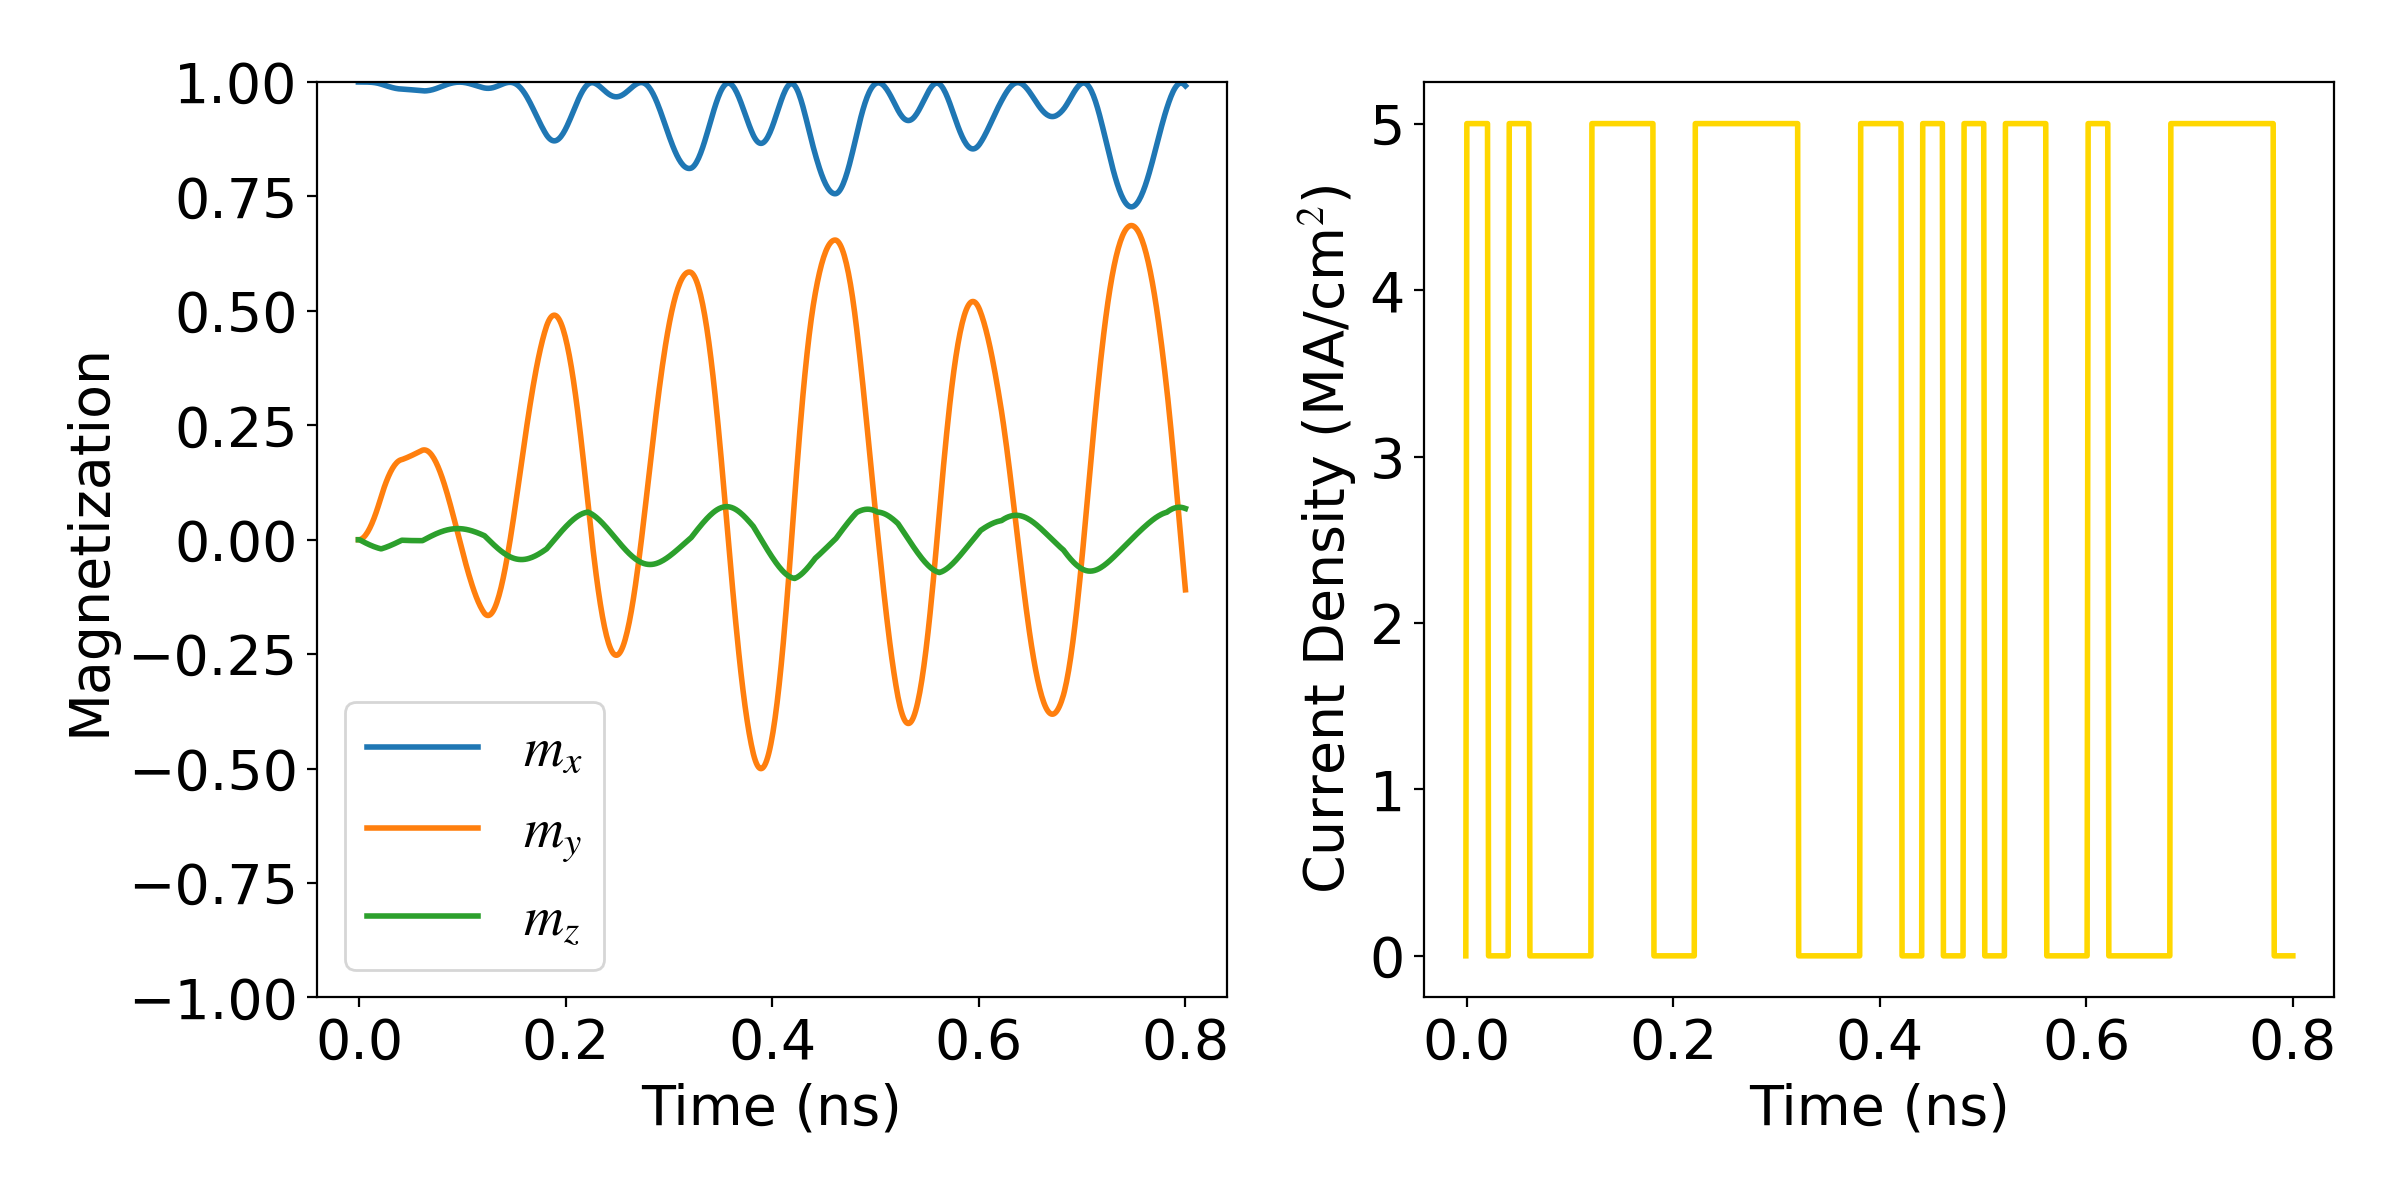 1.00
0.75
0.50
0.25
0.00
−0.25
−0.50
−0.75
−1.00
Magnetization
m_x
m_y
m_z
0.0 0.2 0.4 0.6 0.8
Time (ns)
5
4
3
2
1
0
Current Density (MA/cm²)
0.0 0.2 0.4 0.6 0.8
Time (ns)